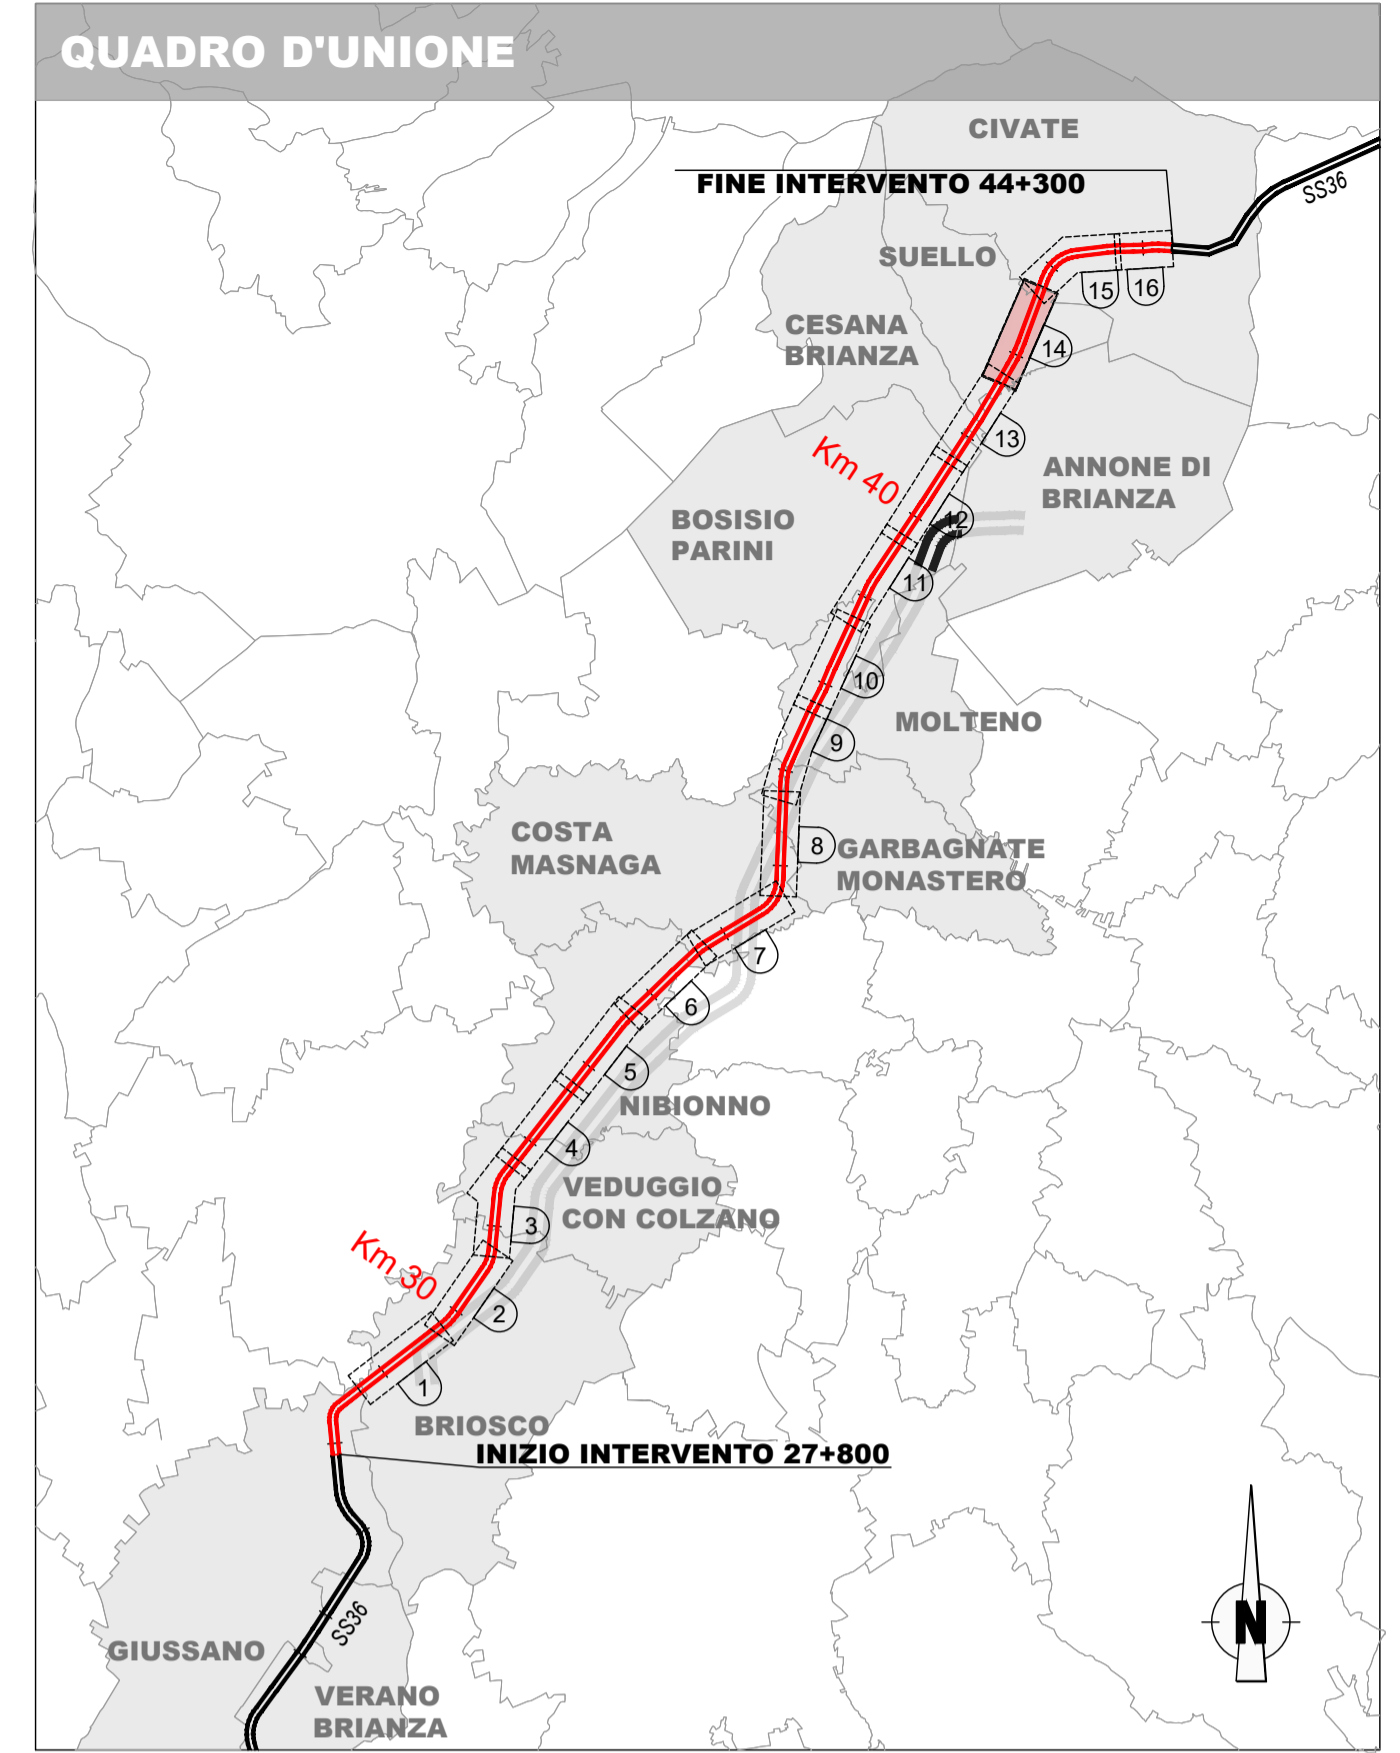 QUADRO D'UNIONE
CIVATE
FINE INTERVENTO 44+300
SS36
SUELLO
15
16
CESANA
BRIANZA
14
13
Km 40
ANNONE DI
BRIANZA
BOSISIO
PARINI
12
11
10
MOLTENO
9
COSTA
MASNAGA
8
GARBAGNATE
MONASTERO
7
6
5
NIBIONNO
4
VEDUGGIO
CON COLZANO
3
Km 30
2
1
BRIOSCO
INIZIO INTERVENTO 27+800
SS36
GIUSSANO
VERANO
BRIANZA
N